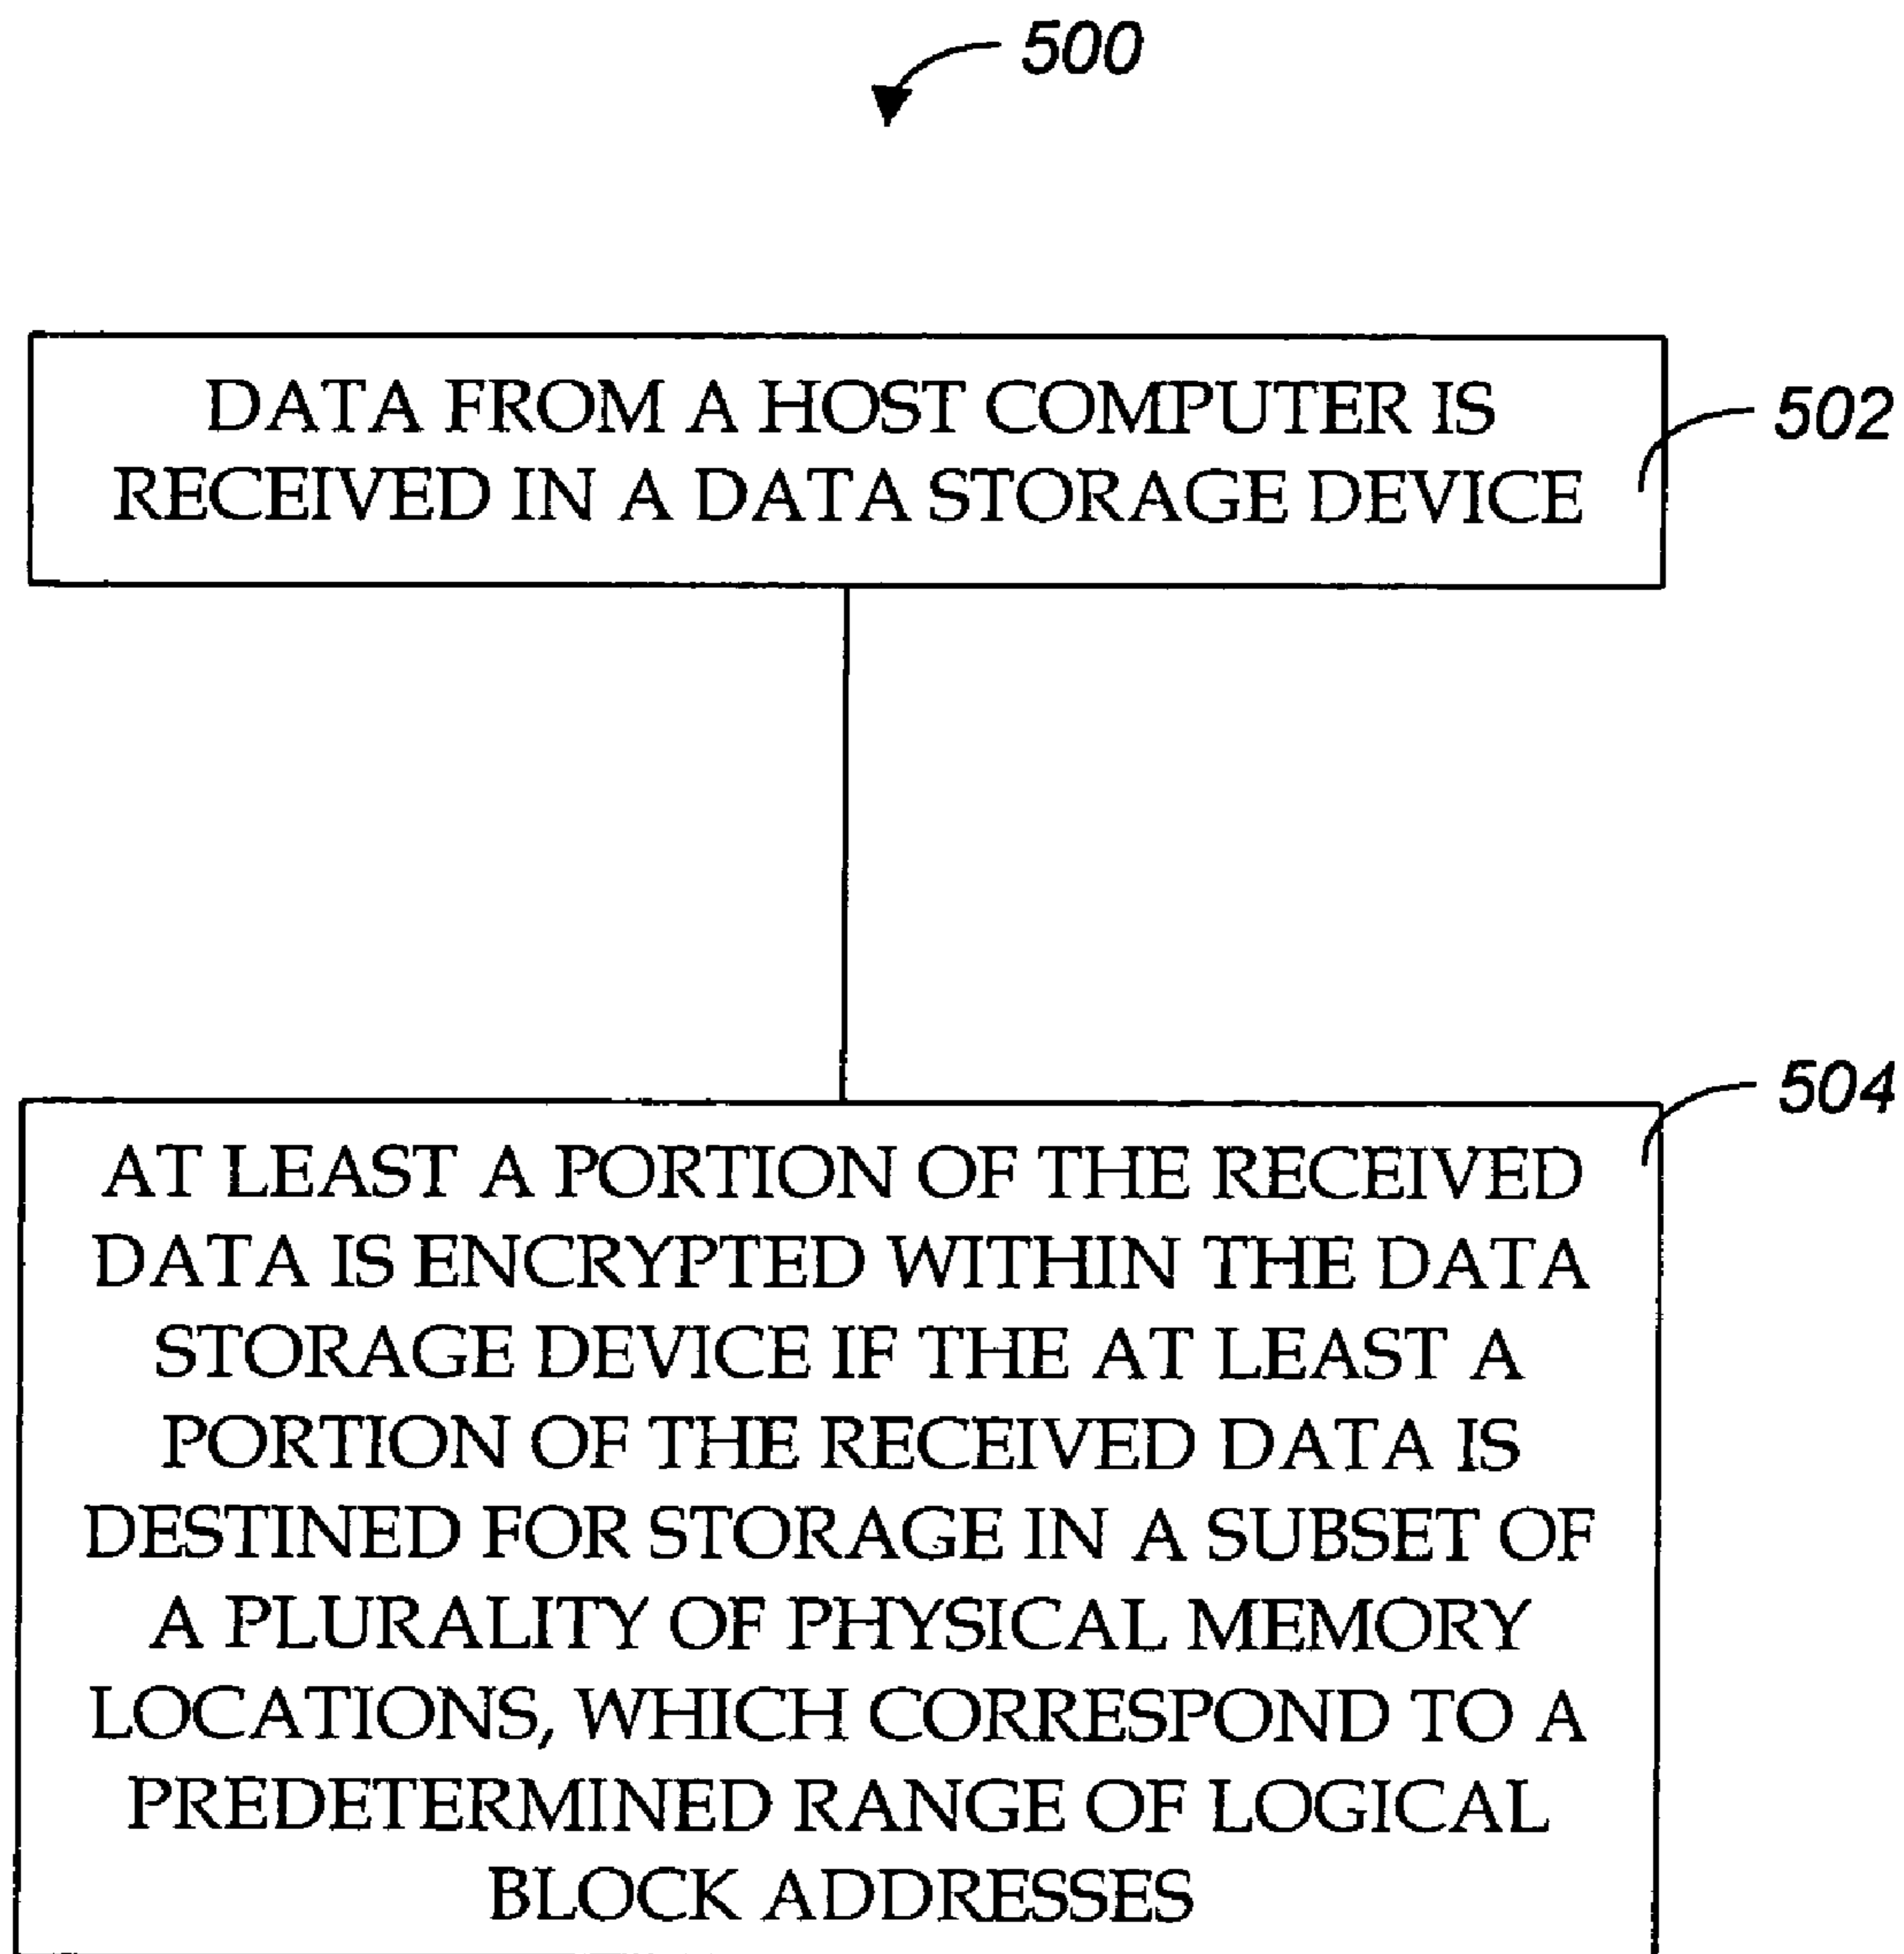 500
DATA FROM A HOST COMPUTER IS
RECEIVED IN A DATA STORAGE DEVICE
502
504
AT LEAST A PORTION OF THE RECEIVED
DATA IS ENCRYPTED WITHIN THE DATA
STORAGE DEVICE IF THE AT LEAST A
PORTION OF THE RECEIVED DATA IS
DESTINED FOR STORAGE IN A SUBSET OF
A PLURALITY OF PHYSICAL MEMORY
LOCATIONS, WHICH CORRESPOND TO A
PREDETERMINED RANGE OF LOGICAL
BLOCK ADDRESSES